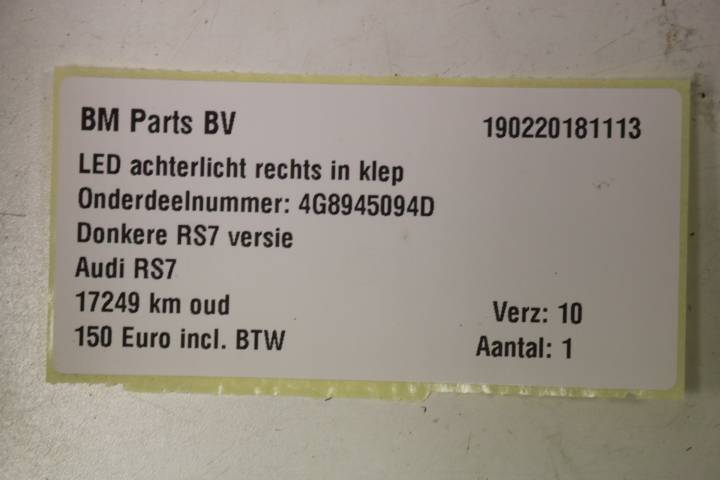 BM Parts BV 190220181113
LED achterlicht rechts in klep
Onderdeelnummer: 4G8945094D
Donkere RS7 versie
Audi RS7
17249 km oud Verz: 10
150 Euro incl. BTW Aantal: 1